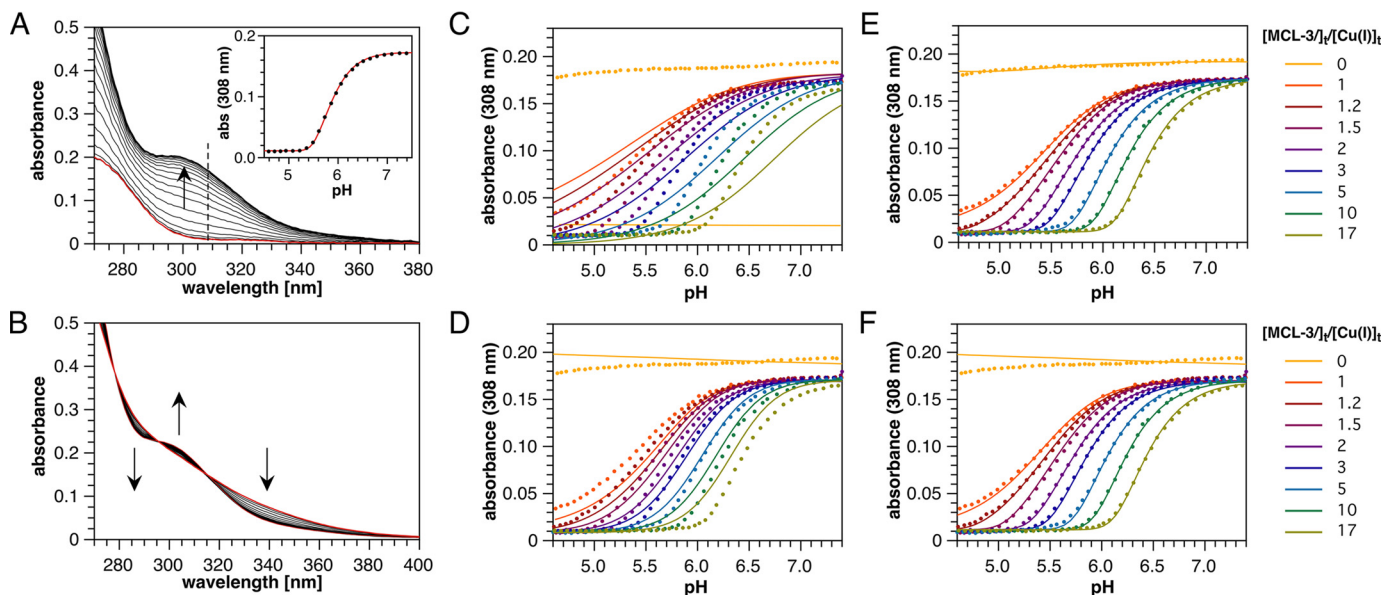 A
0.5
0.4
0.3
0.2
0.1
0
absorbance
280 300 320 340 360 380
wavelength [nm]
0.2
0.1
0.0
abs (308 nm)
5 6 7
pH
B
0.5
0.4
0.3
0.2
0.1
0
absorbance
280 300 320 340 360 380 400
wavelength [nm]
C
0.20
0.15
0.10
0.05
0
absorbance (308 nm)
5.0 5.5 6.0 6.5 7.0
pH
D
0.20
0.15
0.10
0.05
0
absorbance (308 nm)
5.0 5.5 6.0 6.5 7.0
pH
E
0.20
0.15
0.10
0.05
0
absorbance (308 nm)
5.0 5.5 6.0 6.5 7.0
pH
[MCL-3/]t/[Cu(I)]t
0
1
1.2
1.5
2
3
5
10
17
F
0.20
0.15
0.10
0.05
0
absorbance (308 nm)
5.0 5.5 6.0 6.5 7.0
pH
[MCL-3/]t/[Cu(I)]t
0
1
1.2
1.5
2
3
5
10
17